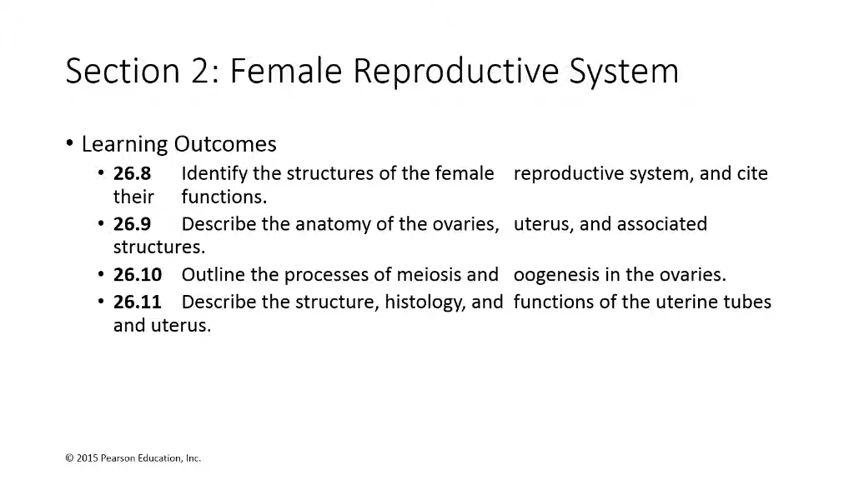 Section 2: Female Reproductive System
• Learning Outcomes
• 26.8 Identify the structures of the female reproductive system, and cite
their functions.
• 26.9 Describe the anatomy of the ovaries, uterus, and associated
structures.
• 26.10 Outline the processes of meiosis and oogenesis in the ovaries.
• 26.11 Describe the structure, histology, and functions of the uterine tubes
and uterus.
© 2015 Pearson Education, Inc.